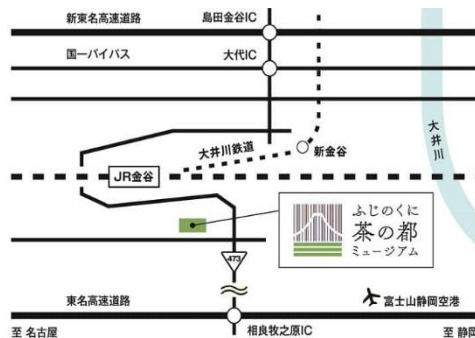 新東名高速道路
島田金谷IC
国一バイパス
大代IC
大井川
大井川鉄道
新金谷
JR金谷
ふじのくに
茶の都
ミュージアム
473
東名高速道路
富士山静岡空港
至 名古屋
相良牧之原IC
至 静岡